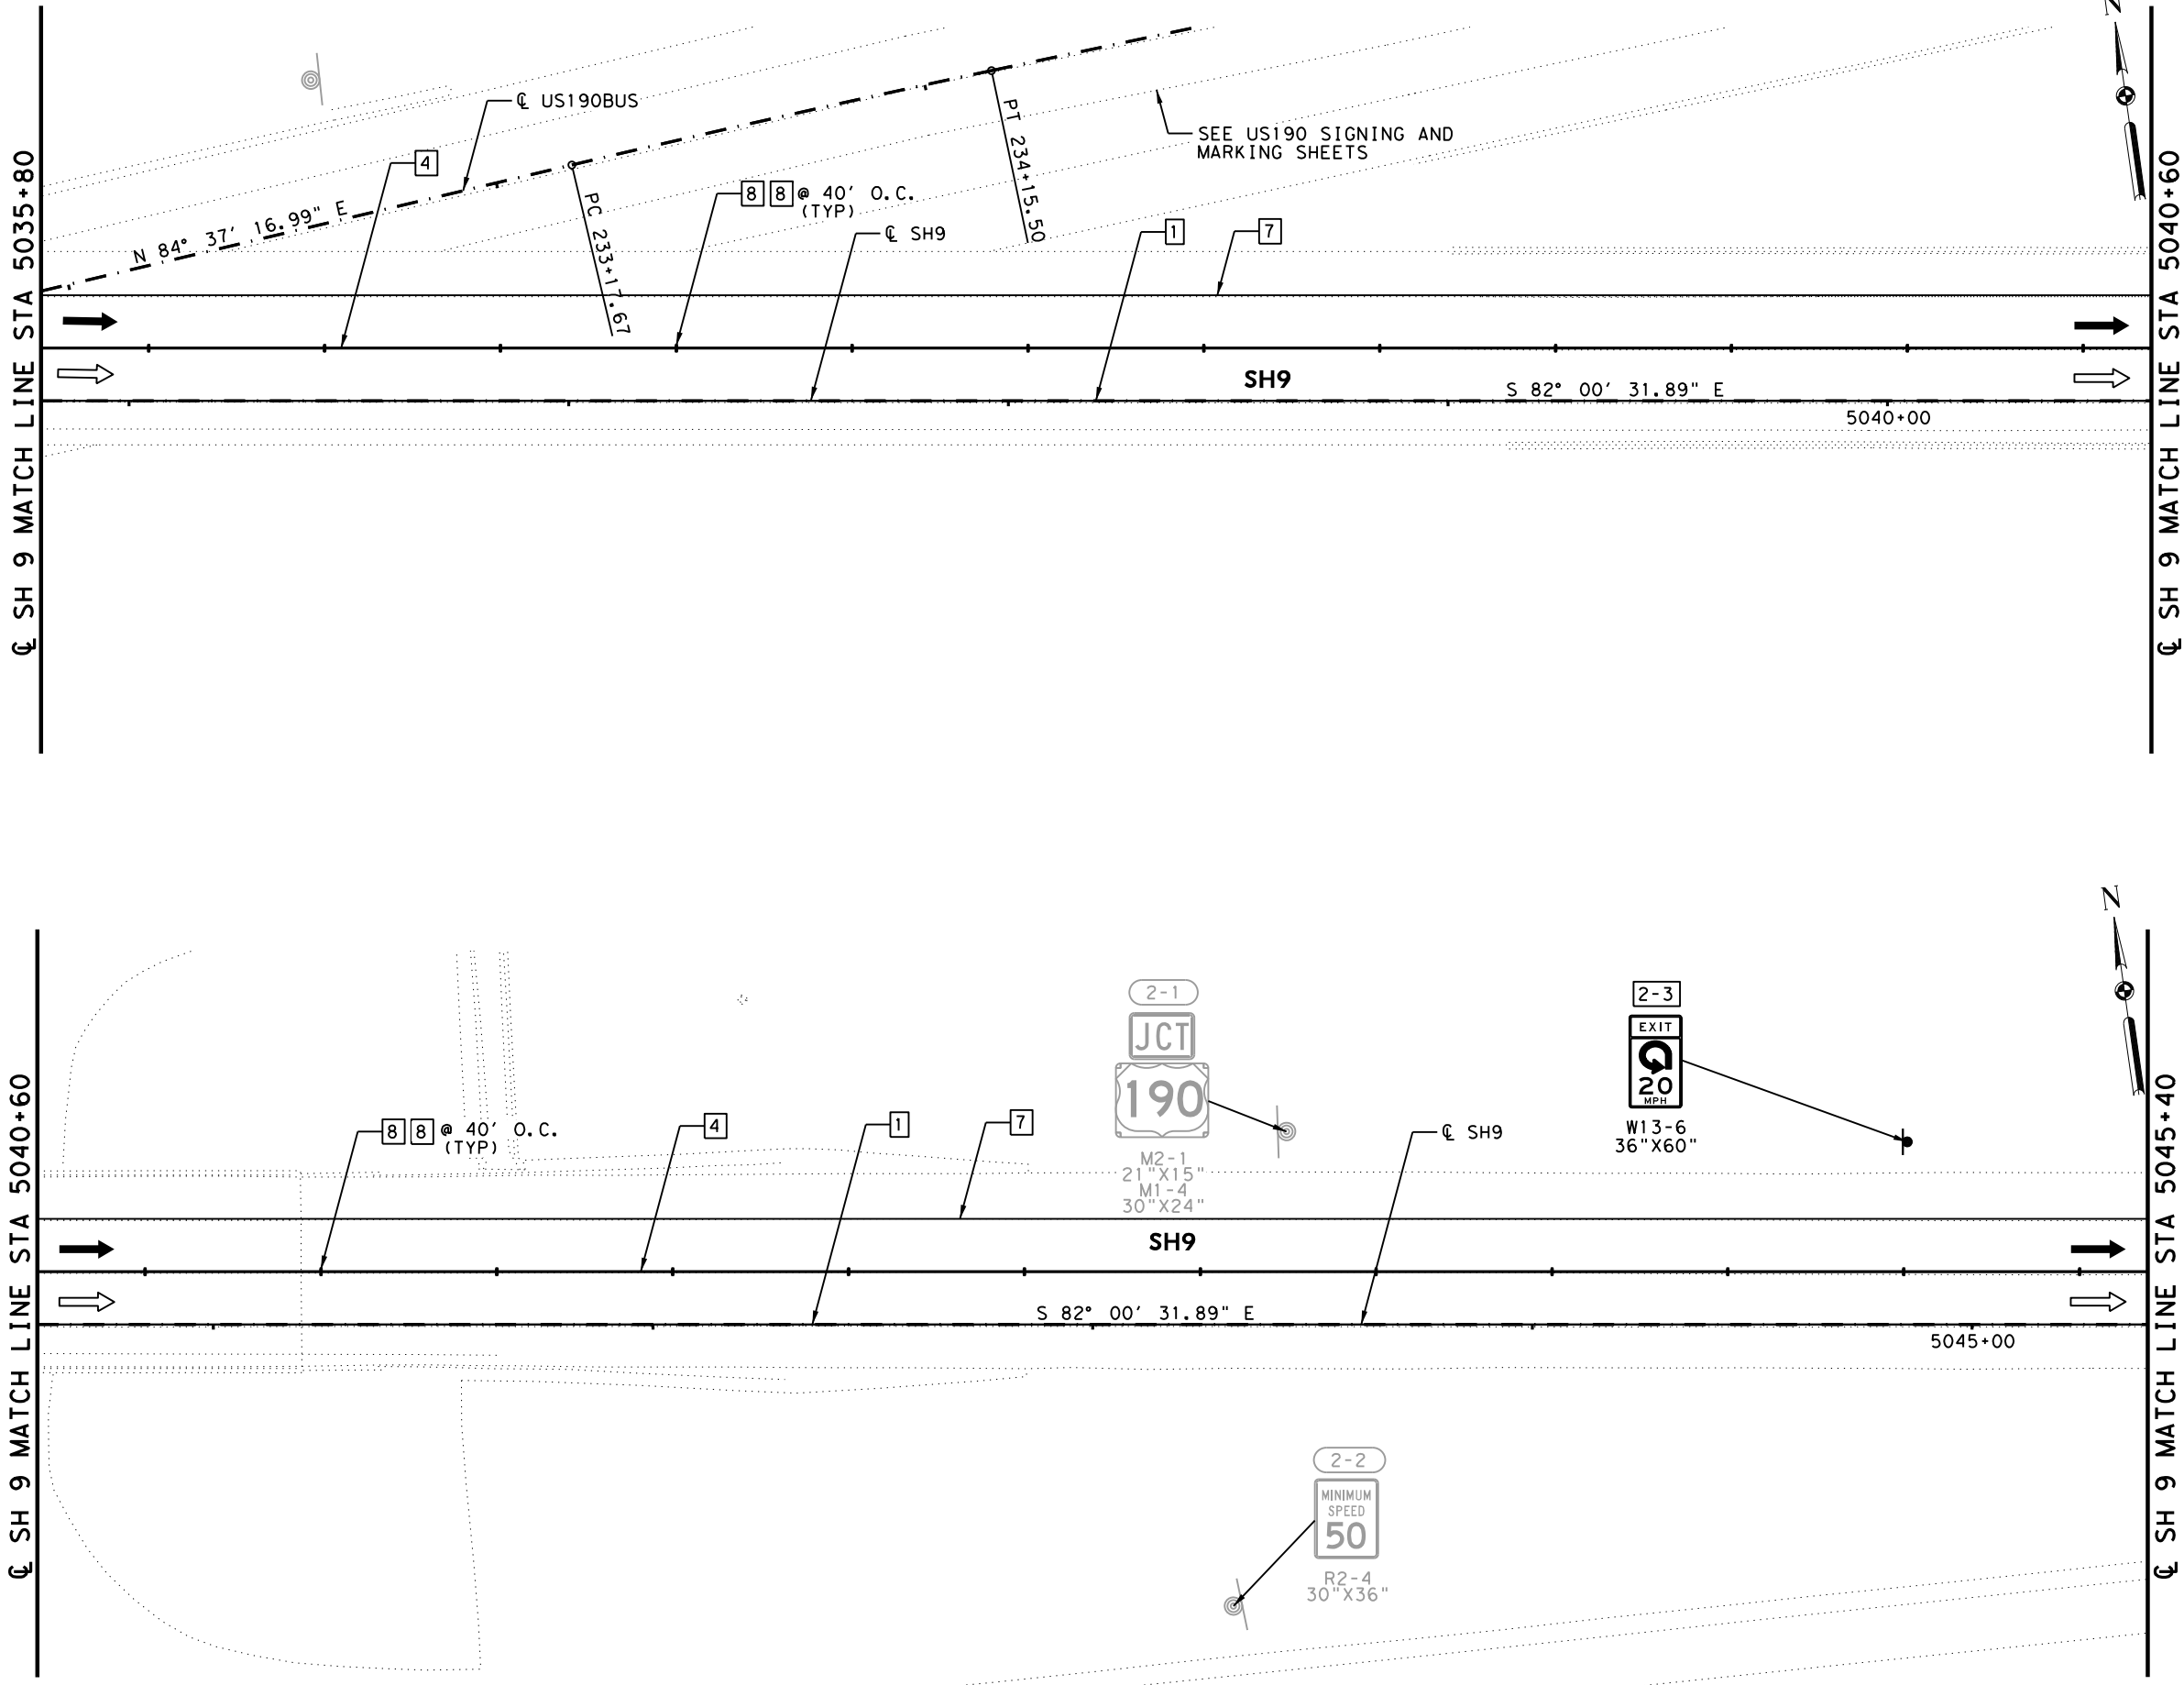 N
℄ SH 9 MATCH LINE STA 5035+80
℄ US190BUS
4
N 84° 37' 16.99" E
PC 233+17.67
PT 234+15.50
SEE US190 SIGNING AND
MARKING SHEETS
8 8 @ 40' O.C.
(TYP)
℄ SH9
1
7
SH9
S 82° 00' 31.89" E
5040+00
℄ SH 9 MATCH LINE STA 5040+60
N
℄ SH 9 MATCH LINE STA 5040+60
8 8 @ 40' O.C.
(TYP)
4
1
7
2-1
JCT
190
M2-1
21"X15"
M1-4
30"X24"
℄ SH9
2-3
EXIT
20
MPH
W13-6
36"X60"
SH9
S 82° 00' 31.89" E
5045+00
2-2
MINIMUM
SPEED
50
R2-4
30"X36"
℄ SH 9 MATCH LINE STA 5045+40